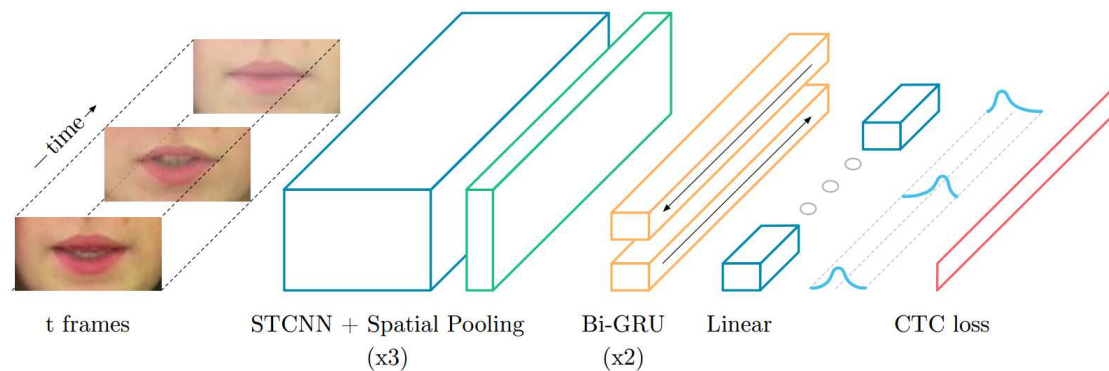 time
t frames
STCNN + Spatial Pooling
(x3)
Bi-GRU
(x2)
Linear
CTC loss